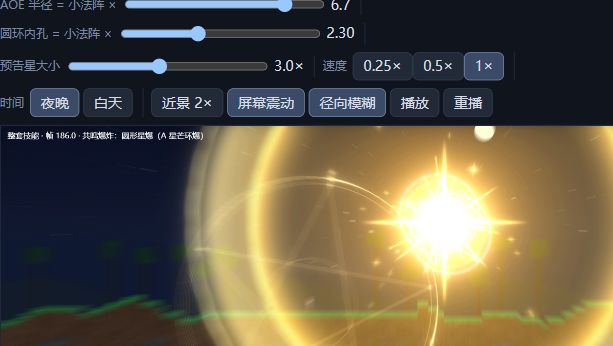 AOE 半径 = 小法阵 × 6.7
圆环内孔 = 小法阵 × 2.30
预告星大小 3.0× 速度 0.25× 0.5× 1×
时间 夜晚 白天 近景 2× 屏幕震动 径向模糊 播放 重播
整套技能 · 帧 186.0 · 共鸣爆炸：圆形星爆（A 星芒环爆）